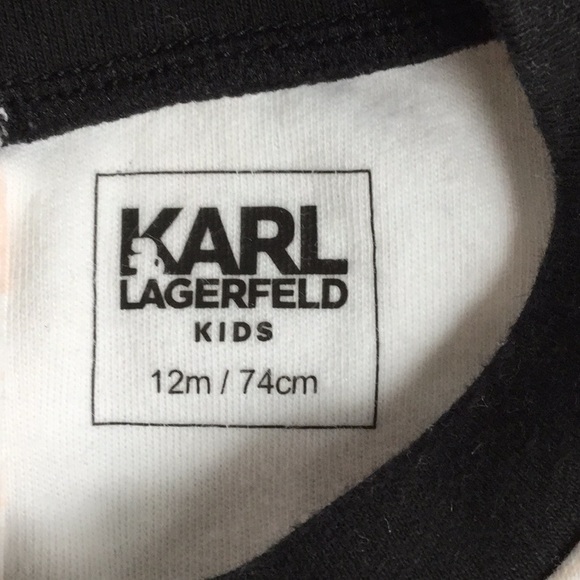 KARL
LAGERFELD
KIDS
12m / 74cm